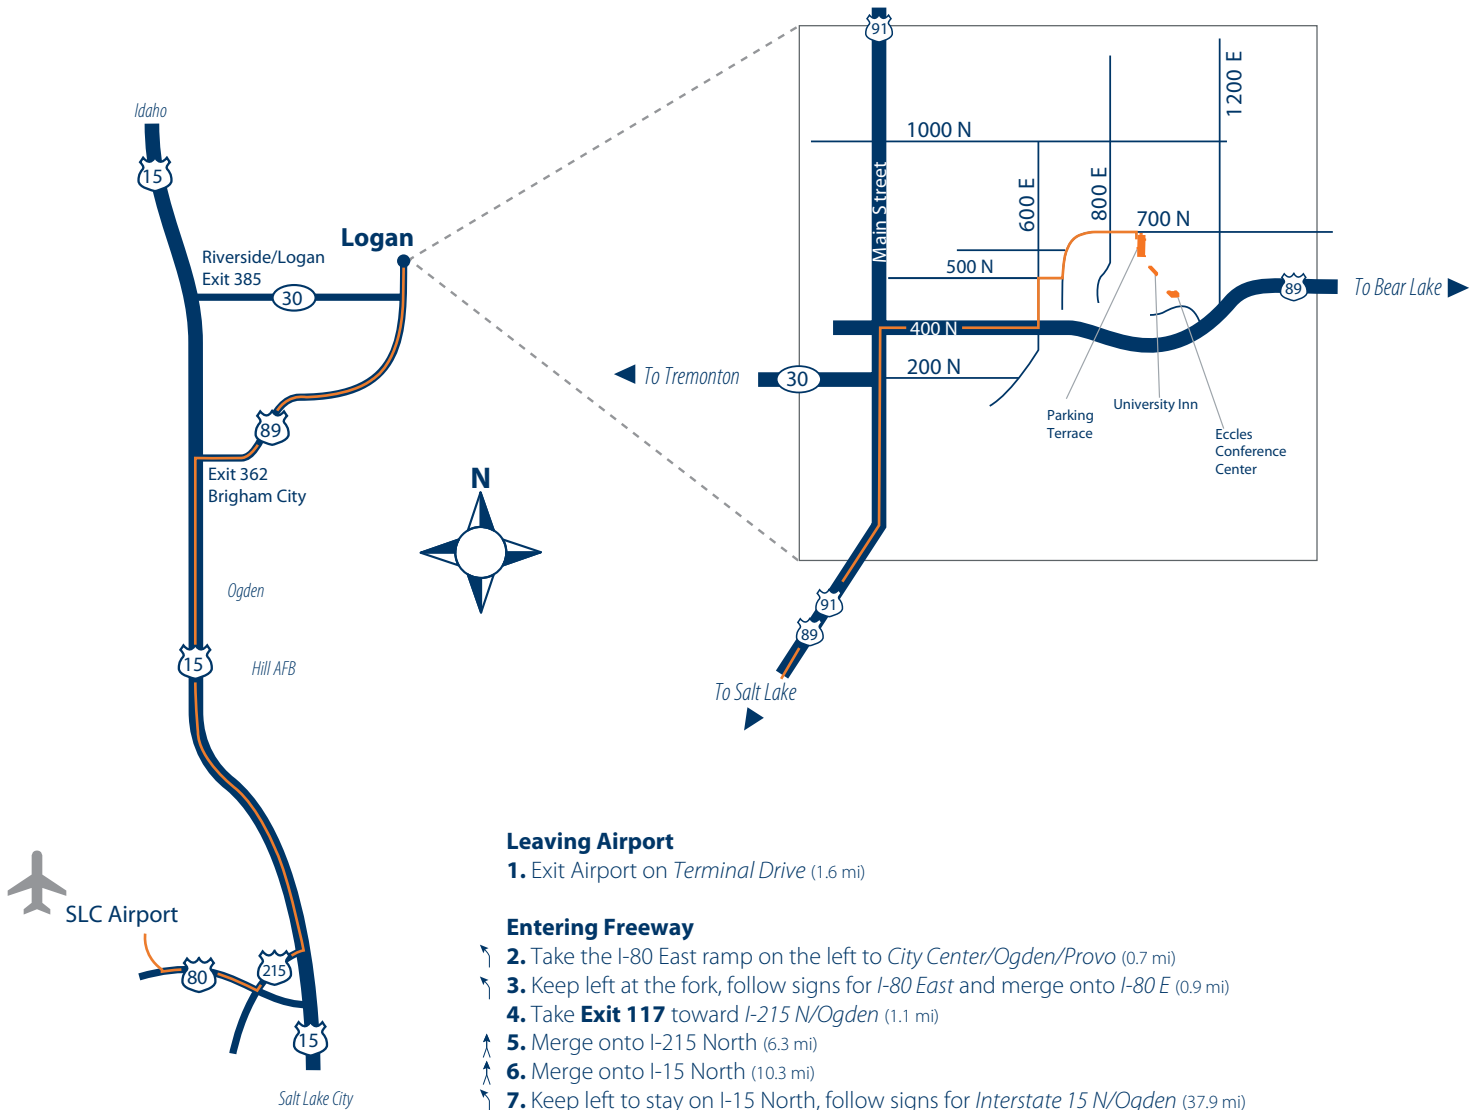 Idaho
15
Riverside/Logan
Exit 385
30
Logan
89
Exit 362
Brigham City
N
Ogden
15
Hill AFB
SLC Airport
80
215
15
Salt Lake City
91
1000 N
1200 E
Main Street
600 E
800 E
700 N
500 N
89
To Bear Lake
400 N
200 N
To Tremonton
30
Parking
Terrace
University Inn
Eccles
Conference
Center
91
89
To Salt Lake
Leaving Airport
1. Exit Airport on Terminal Drive (1.6 mi)
Entering Freeway
2. Take the I-80 East ramp on the left to City Center/Ogden/Provo (0.7 mi)
3. Keep left at the fork, follow signs for I-80 East and merge onto I-80 E (0.9 mi)
4. Take Exit 117 toward I-215 N/Ogden (1.1 mi)
5. Merge onto I-215 North (6.3 mi)
6. Merge onto I-15 North (10.3 mi)
7. Keep left to stay on I-15 North, follow signs for Interstate 15 N/Ogden (37.9 mi)